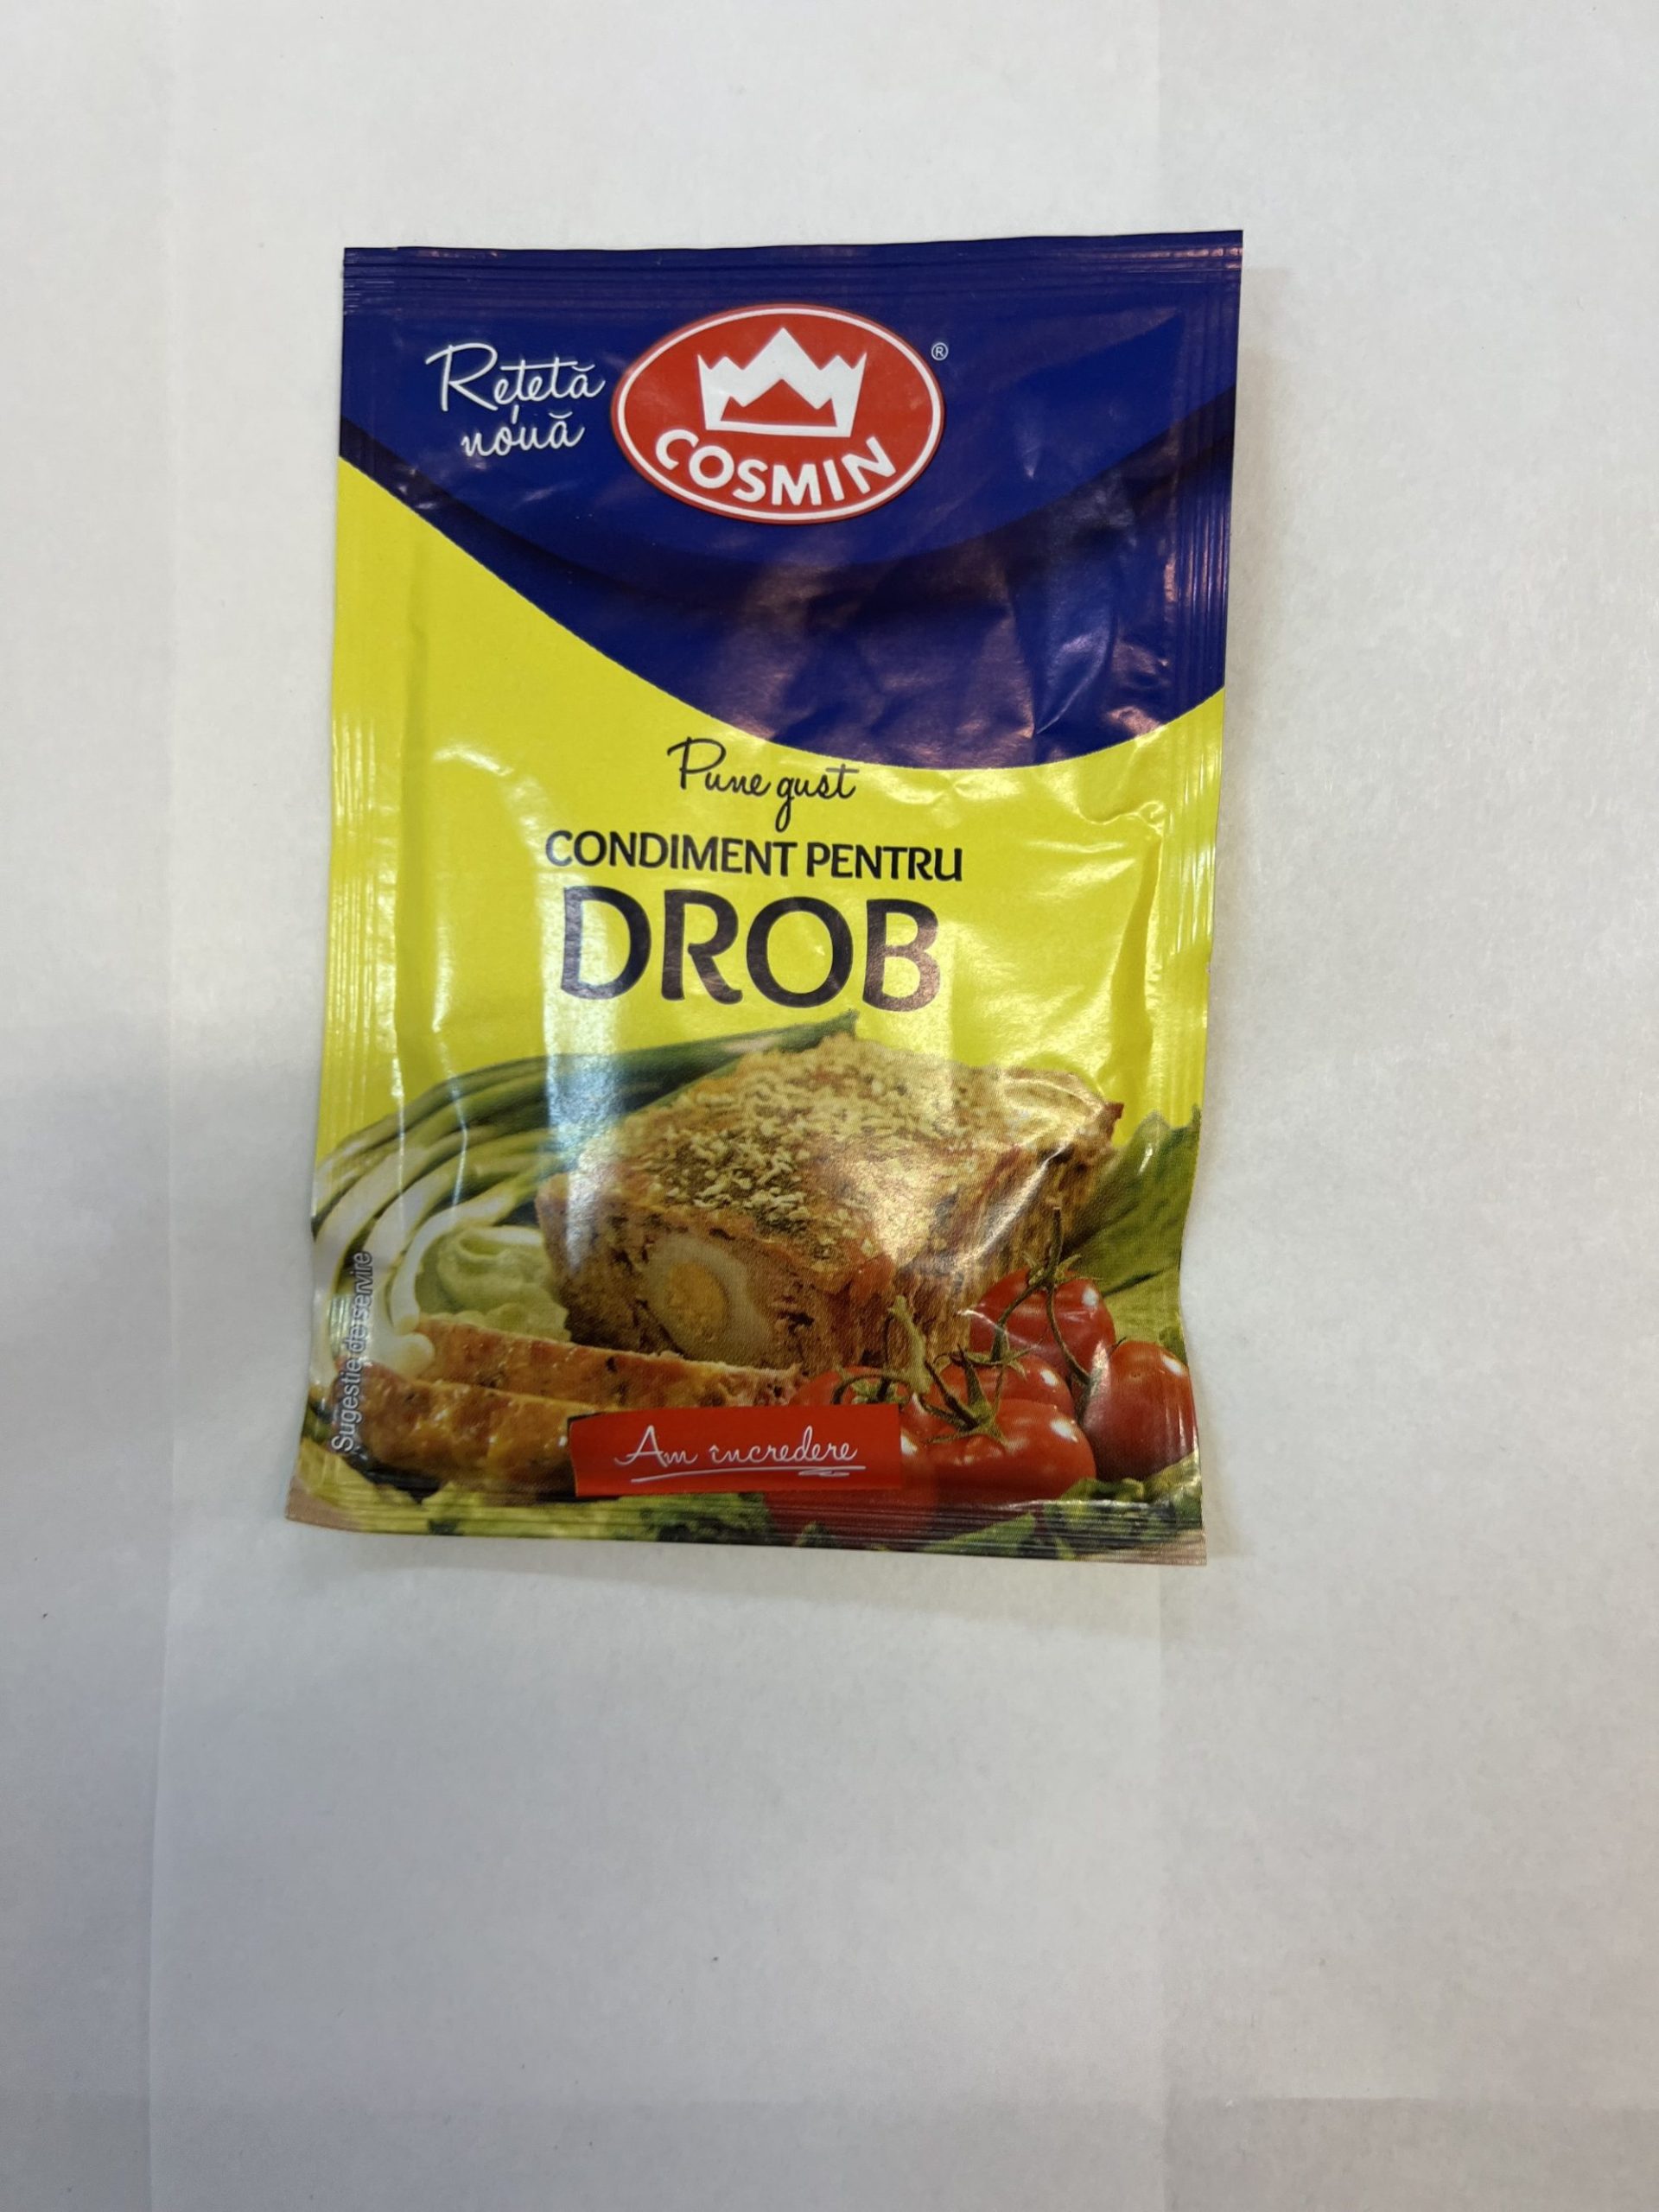 Rețetă
nouă
COSMIN
®
Pune gust
CONDIMENT PENTRU
DROB
Sugestie de servire
Am încredere